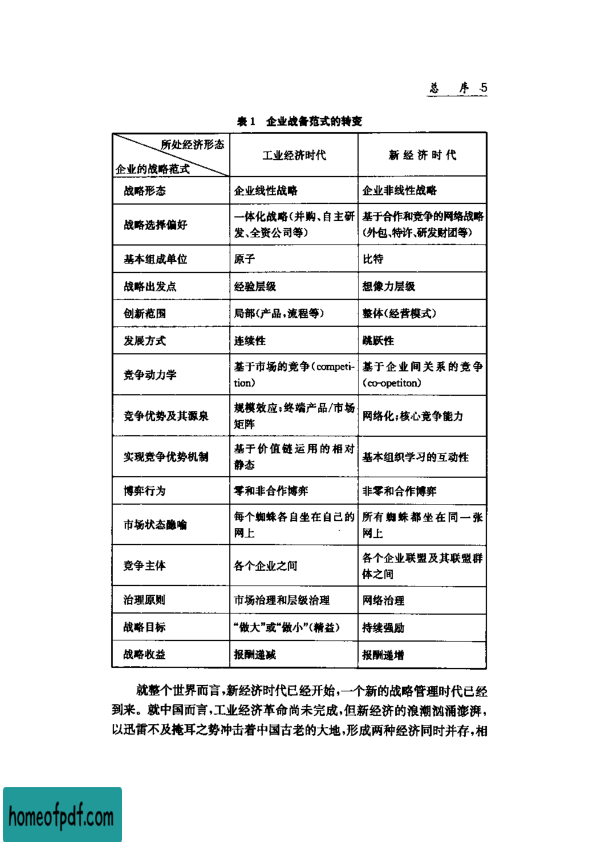 总 序 5
表1 企业战备范式的转变
所处经济形态
企业的战略范式
工业经济时代
新经济时代
战略形态
企业线性战略
企业非线性战略
战略选择偏好
一体化战略(并购、自主研
发、全资公司等)
基于合作和竞争的网络战略
(外包、特许、研发财团等)
基本组成单位
原子
比特
战略出发点
经验层级
想像力层级
创新范围
局部(产品,流程等)
整体(经营模式)
发展方式
连续性
跳跃性
竞争动力学
基于市场的竞争(competi-
tion)
基于企业间关系的竞争
(co-opetiton)
竞争优势及其源泉
规模效应;终端产品/市场
矩阵
网络化;核心竞争能力
实现竞争优势机制
基于价值链运用的相对
静态
基本组织学习的互动性
博弈行为
零和非合作博弈
非零和合作博弈
市场状态隐喻
每个蜘蛛各自坐在自己的
网上
所有蜘蛛都坐在同一张
网上
竞争主体
各个企业之间
各个企业联盟及其联盟群
体之间
治理原则
市场治理和层级治理
网络治理
战略目标
“做大”或“做小”(精益)
持续强励
战略收益
报酬递减
报酬递增
就整个世界而言,新经济时代已经开始,一个新的战略管理时代已经
到来。就中国而言,工业经济革命尚未完成,但新经济的浪潮汹涌澎湃,
以迅雷不及掩耳之势冲击着中国古老的大地,形成两种经济同时并存,相
homeofpdf.com